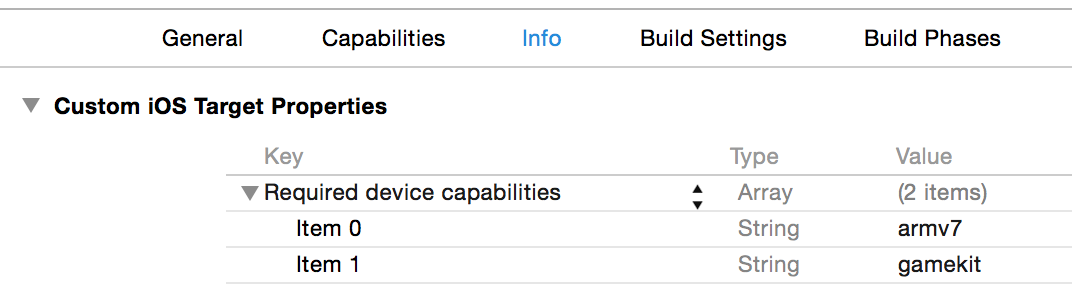 General Capabilities Info Build Settings Build Phases
Custom iOS Target Properties
Key Type Value
Required device capabilities Array (2 items)
Item 0 String armv7
Item 1 String gamekit